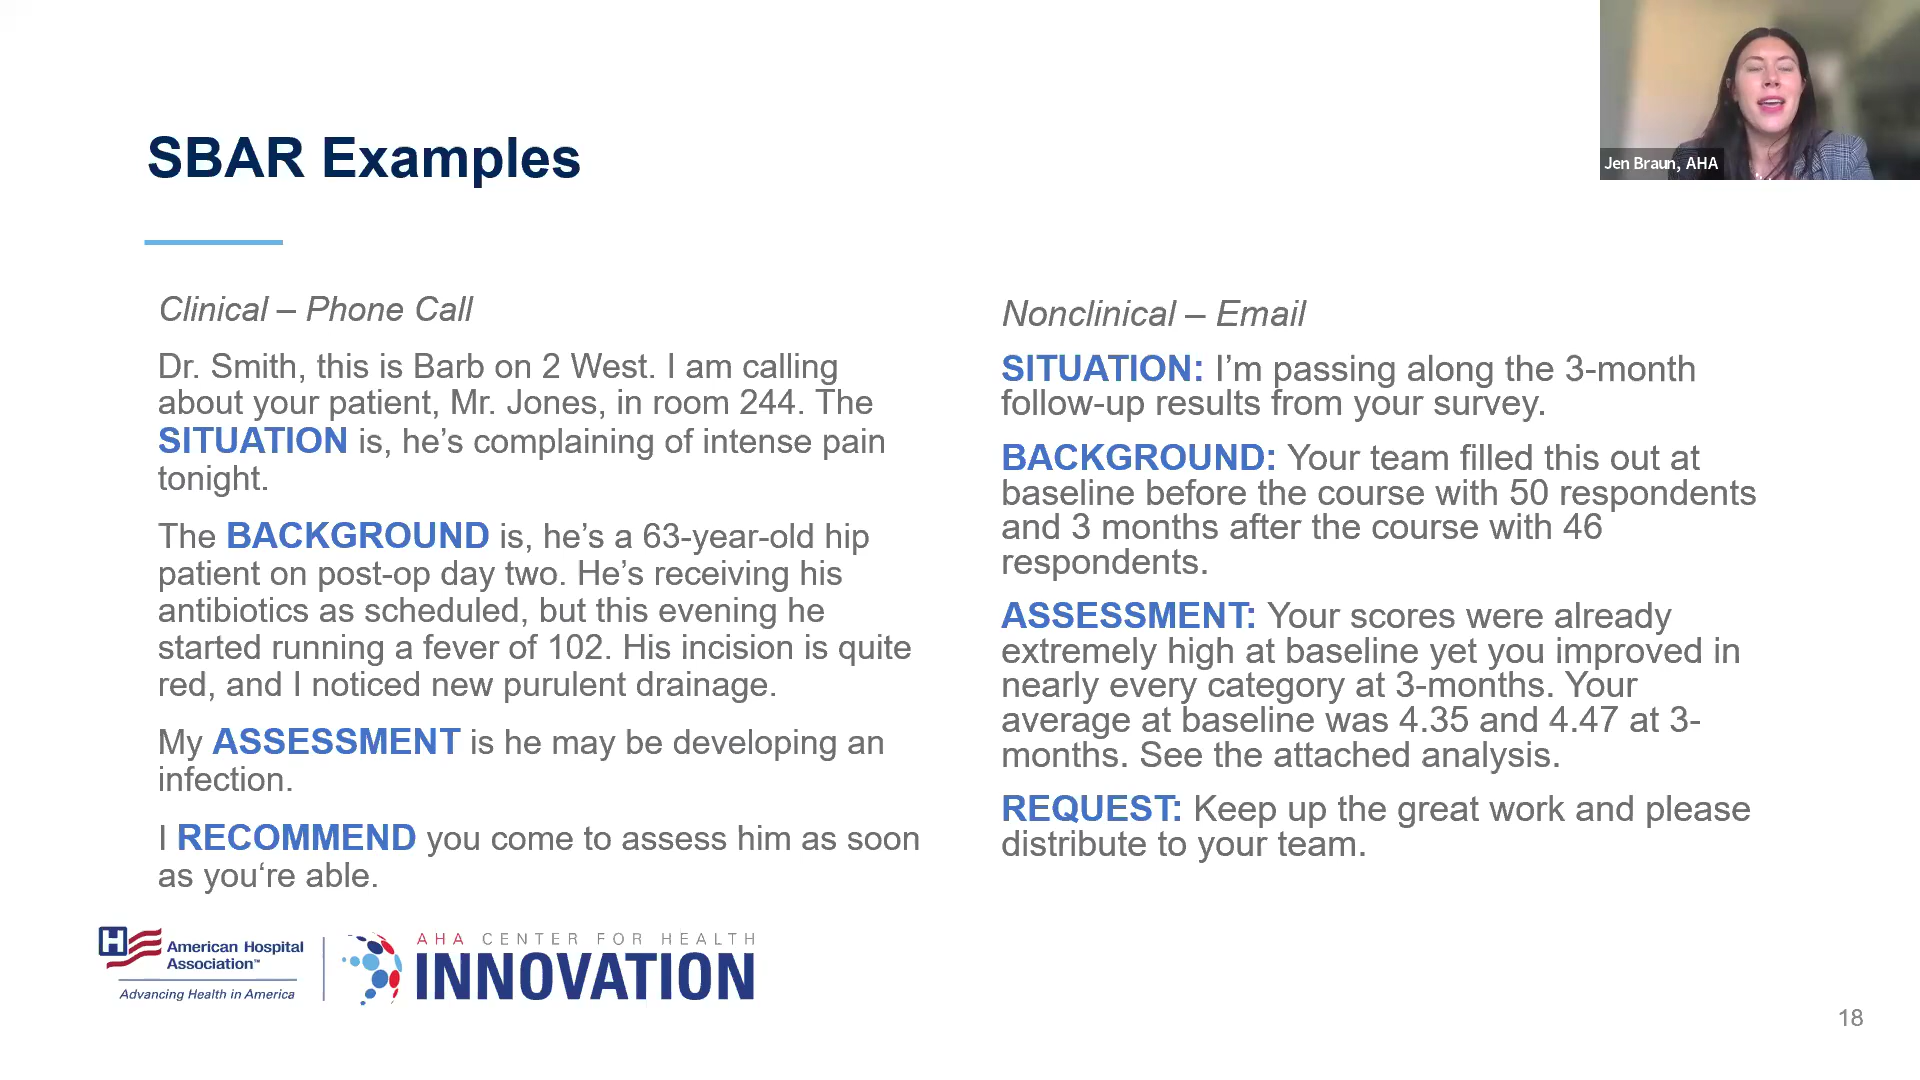 SBAR Examples
Jen Braun, AHA
Clinical – Phone Call
Dr. Smith, this is Barb on 2 West. I am calling
about your patient, Mr. Jones, in room 244. The
SITUATION is, he’s complaining of intense pain
tonight.
The BACKGROUND is, he’s a 63-year-old hip
patient on post-op day two. He’s receiving his
antibiotics as scheduled, but this evening he
started running a fever of 102. His incision is quite
red, and I noticed new purulent drainage.
My ASSESSMENT is he may be developing an
infection.
I RECOMMEND you come to assess him as soon
as you‘re able.
Nonclinical – Email
SITUATION: I’m passing along the 3-month
follow-up results from your survey.
BACKGROUND: Your team filled this out at
baseline before the course with 50 respondents
and 3 months after the course with 46
respondents.
ASSESSMENT: Your scores were already
extremely high at baseline yet you improved in
nearly every category at 3-months. Your
average at baseline was 4.35 and 4.47 at 3-
months. See the attached analysis.
REQUEST: Keep up the great work and please
distribute to your team.
H
American Hospital
Association™
Advancing Health in America
AHA CENTER FOR HEALTH
INNOVATION
18